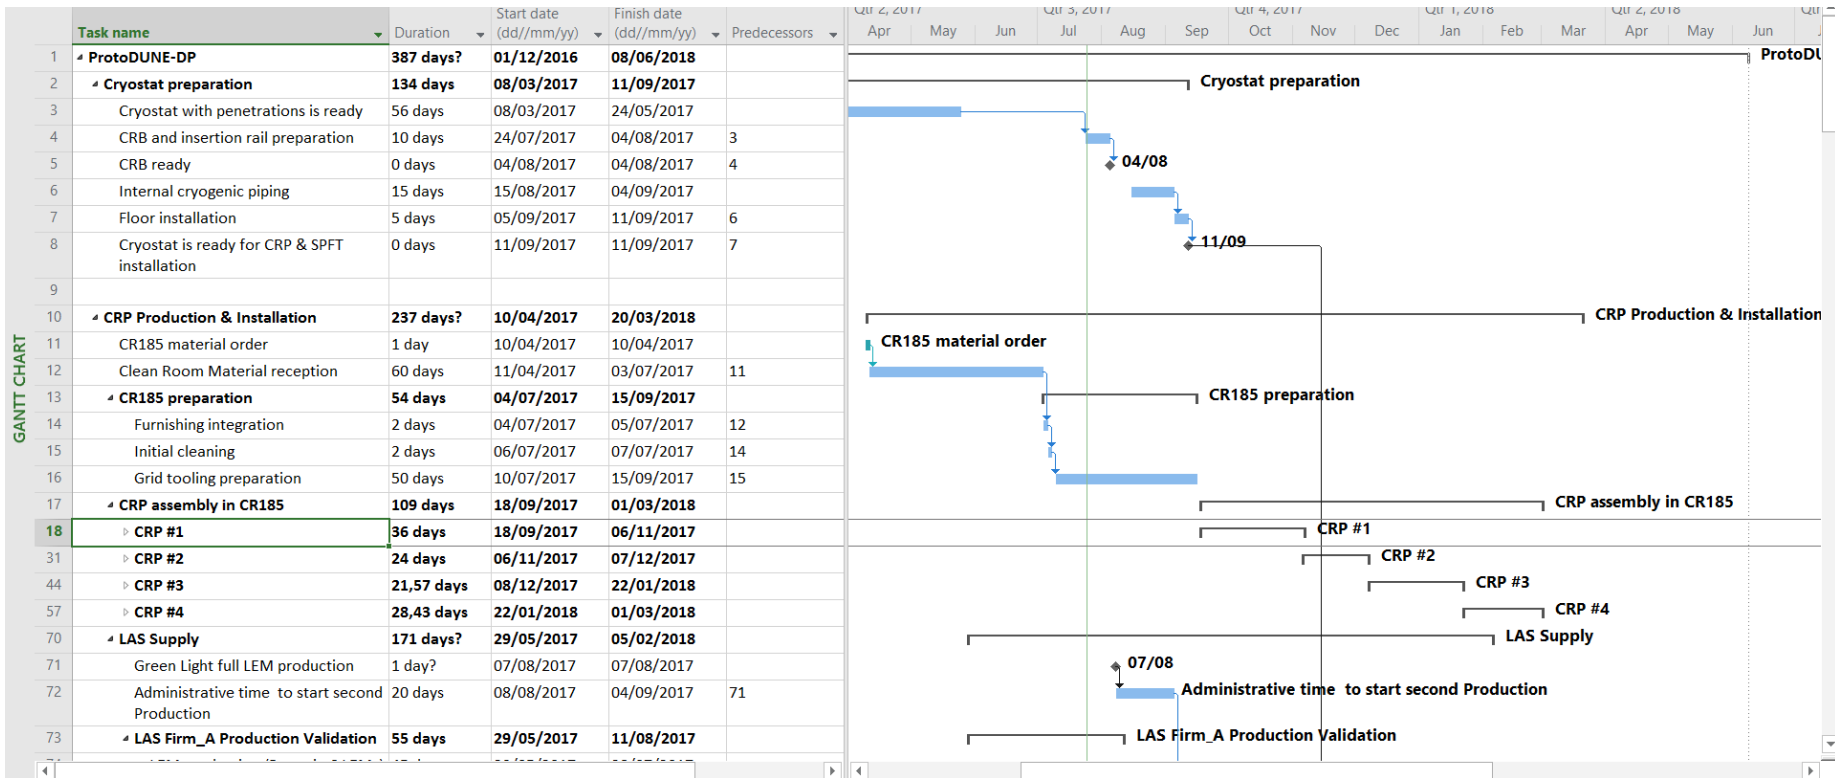 Qtr 2, 2017 Qtr 3, 2017 Qtr 4, 2017 Qtr 1, 2018 Qtr 2, 2018 Qtr
Task name Duration Start date (dd//mm/yy) Finish date (dd//mm/yy) Predecessors Apr May Jun Jul Aug Sep Oct Nov Dec Jan Feb Mar Apr May Jun
GANTT CHART
1 ProtoDUNE-DP 387 days? 01/12/2016 08/06/2018 ProtoDU
2 Cryostat preparation 134 days 08/03/2017 11/09/2017 Cryostat preparation
3 Cryostat with penetrations is ready 56 days 08/03/2017 24/05/2017
4 CRB and insertion rail preparation 10 days 24/07/2017 04/08/2017 3
5 CRB ready 0 days 04/08/2017 04/08/2017 4 04/08
6 Internal cryogenic piping 15 days 15/08/2017 04/09/2017
7 Floor installation 5 days 05/09/2017 11/09/2017 6
8 Cryostat is ready for CRP & SPFT 0 days 11/09/2017 11/09/2017 7 11/09
installation
9
10 CRP Production & Installation 237 days? 10/04/2017 20/03/2018 CRP Production & Installation
11 CR185 material order 1 day 10/04/2017 10/04/2017 CR185 material order
12 Clean Room Material reception 60 days 11/04/2017 03/07/2017 11
13 CR185 preparation 54 days 04/07/2017 15/09/2017 CR185 preparation
14 Furnishing integration 2 days 04/07/2017 05/07/2017 12
15 Initial cleaning 2 days 06/07/2017 07/07/2017 14
16 Grid tooling preparation 50 days 10/07/2017 15/09/2017 15
17 CRP assembly in CR185 109 days 18/09/2017 01/03/2018 CRP assembly in CR185
18 CRP #1 36 days 18/09/2017 06/11/2017 CRP #1
31 CRP #2 24 days 06/11/2017 07/12/2017 CRP #2
44 CRP #3 21,57 days 08/12/2017 22/01/2018 CRP #3
57 CRP #4 28,43 days 22/01/2018 01/03/2018 CRP #4
70 LAS Supply 171 days? 29/05/2017 05/02/2018 LAS Supply
71 Green Light full LEM production 1 day? 07/08/2017 07/08/2017 07/08
72 Administrative time to start second 20 days 08/08/2017 04/09/2017 71 Administrative time to start second Production
Production
73 LAS Firm_A Production Validation 55 days 29/05/2017 11/08/2017 LAS Firm_A Production Validation